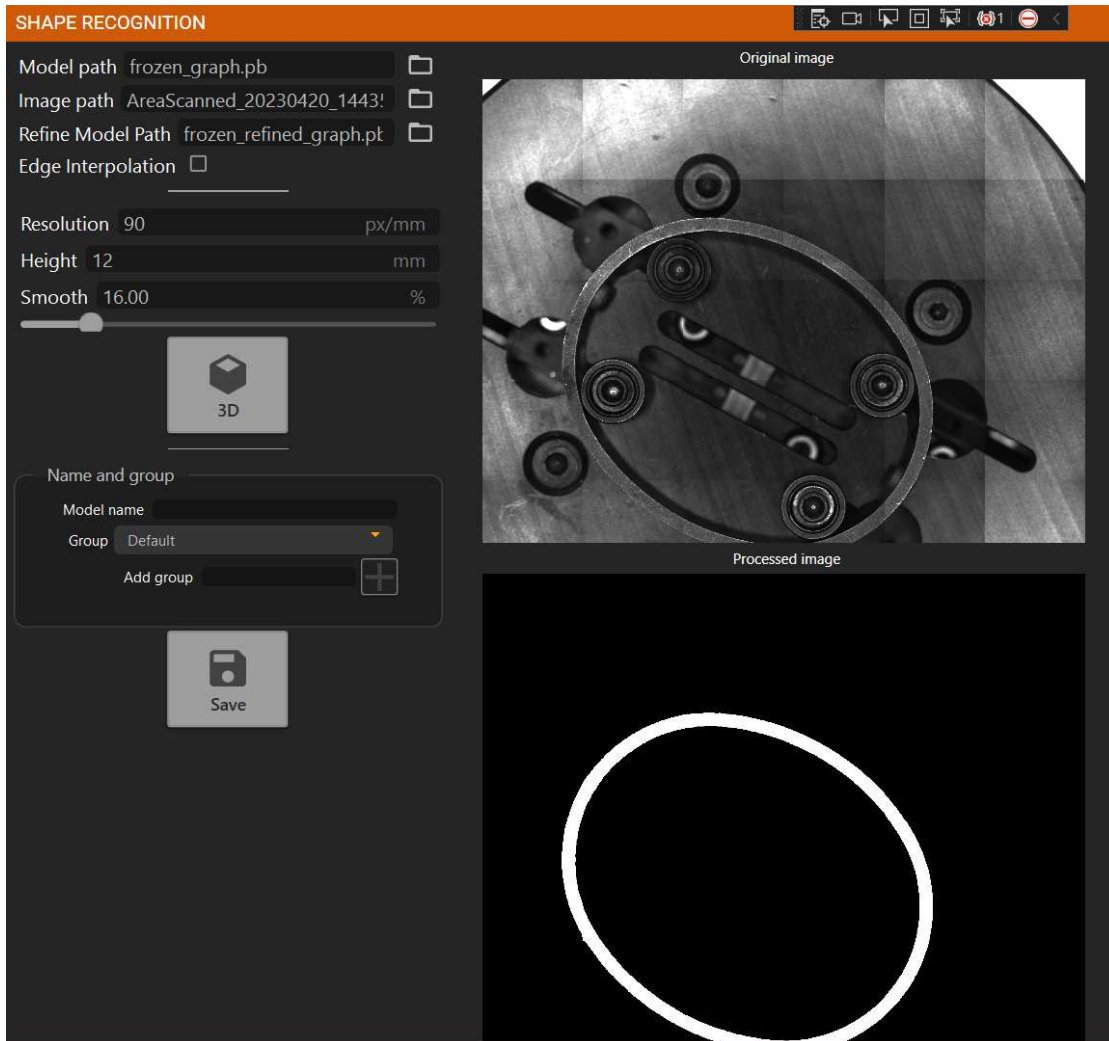 SHAPE RECOGNITION
1
Model path frozen_graph.pb
Image path AreaScanned_20230420_1443
Refine Model Path frozen_refined_graph.pb
Edge Interpolation
Resolution 90 px/mm
Height 12 mm
Smooth 16.00 %
3D
Name and group
Model name
Group Default
Add group
Save
Original image
Processed image